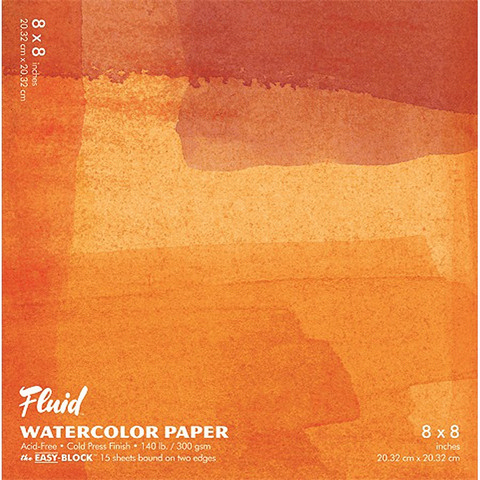 8 x 8
inches
20.32 cm x 20.32 cm
Fluid™
WATERCOLOR PAPER
Acid-Free • Cold Press Finish • 140 lb. / 300 gsm
the EASY-BLOCK™ 15 sheets bound on two edges
8 x 8
inches
20.32 cm x 20.32 cm